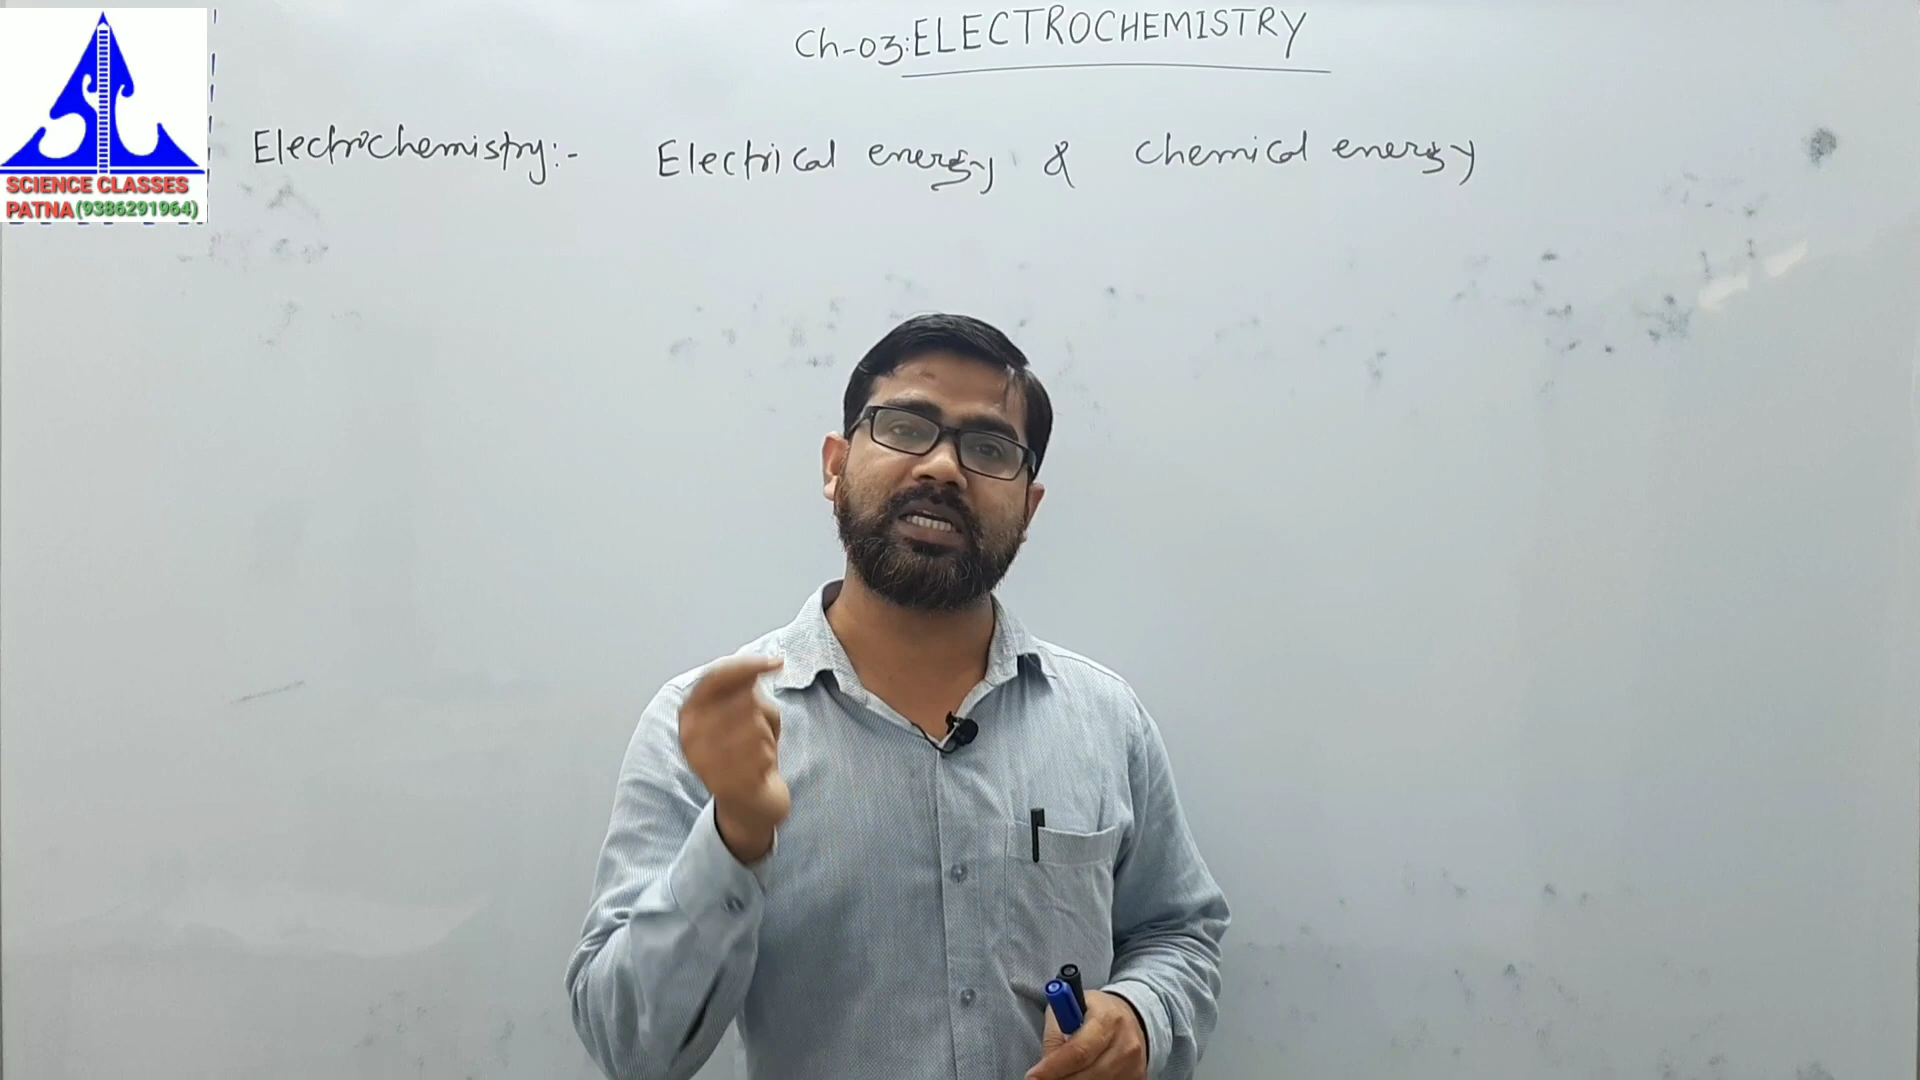 Ch-03: ELECTROCHEMISTRY
Electrochemistry:- Electrical energy & Chemical energy
SCIENCE CLASSES
PATNA (9386291964)